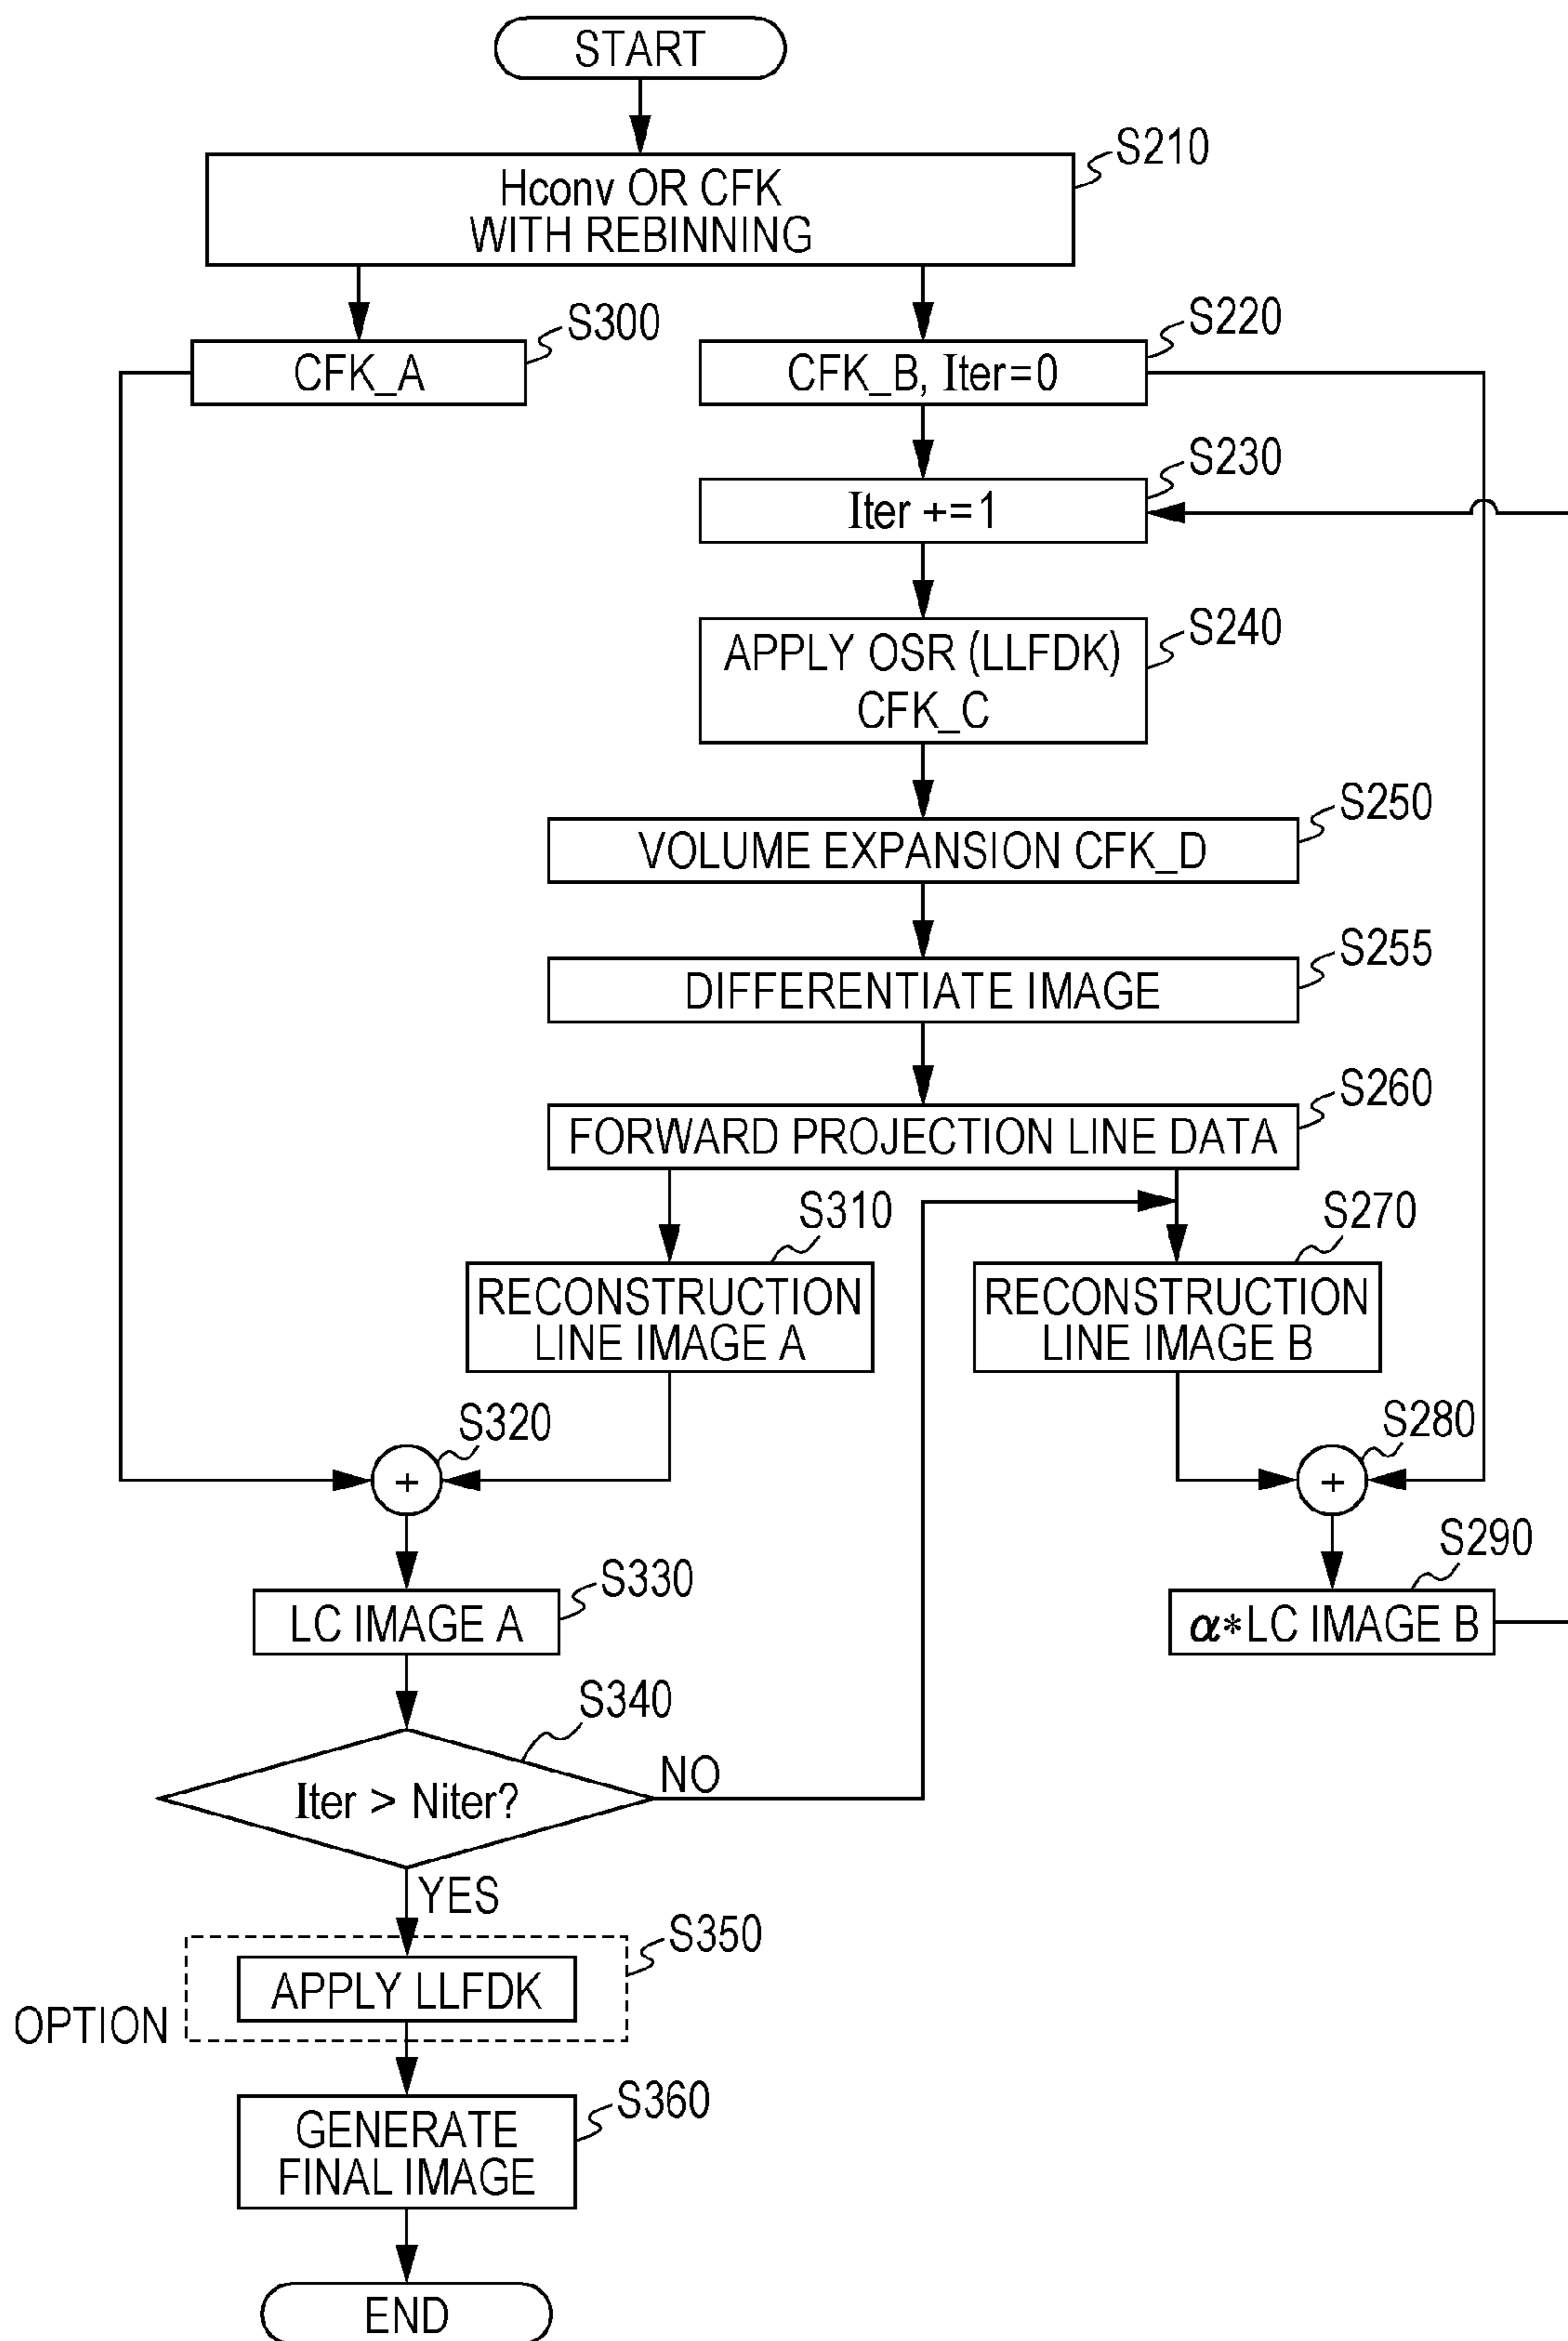 START
S210
Hconv OR CFK
WITH REBINNING
S300
CFK_A
S220
CFK_B, Iter=0
S230
Iter +=1
S240
APPLY OSR (LLFDK)
CFK_C
S250
VOLUME EXPANSION CFK_D
S255
DIFFERENTIATE IMAGE
S260
FORWARD PROJECTION LINE DATA
S310
RECONSTRUCTION
LINE IMAGE A
S270
RECONSTRUCTION
LINE IMAGE B
S320
+
S280
+
S330
LC IMAGE A
S290
α*LC IMAGE B
S340
Iter > Niter?
NO
YES
S350
APPLY LLFDK
OPTION
S360
GENERATE
FINAL IMAGE
END